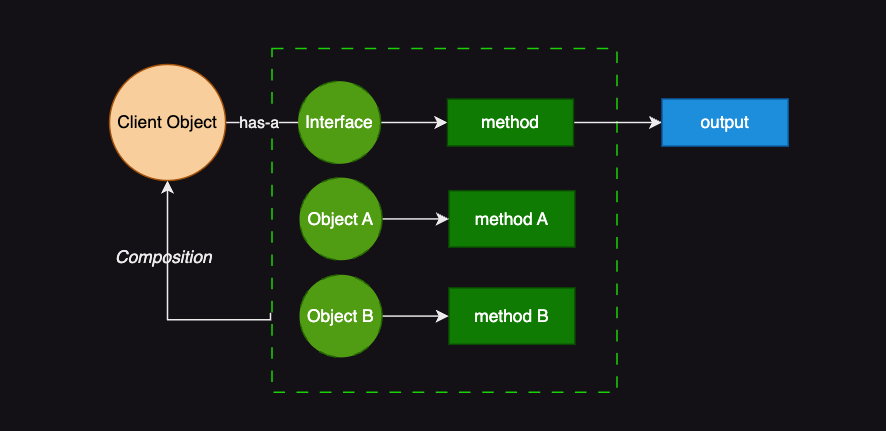 Client Object
has-a
Interface
method
output
Object A
method A
Composition
Object B
method B